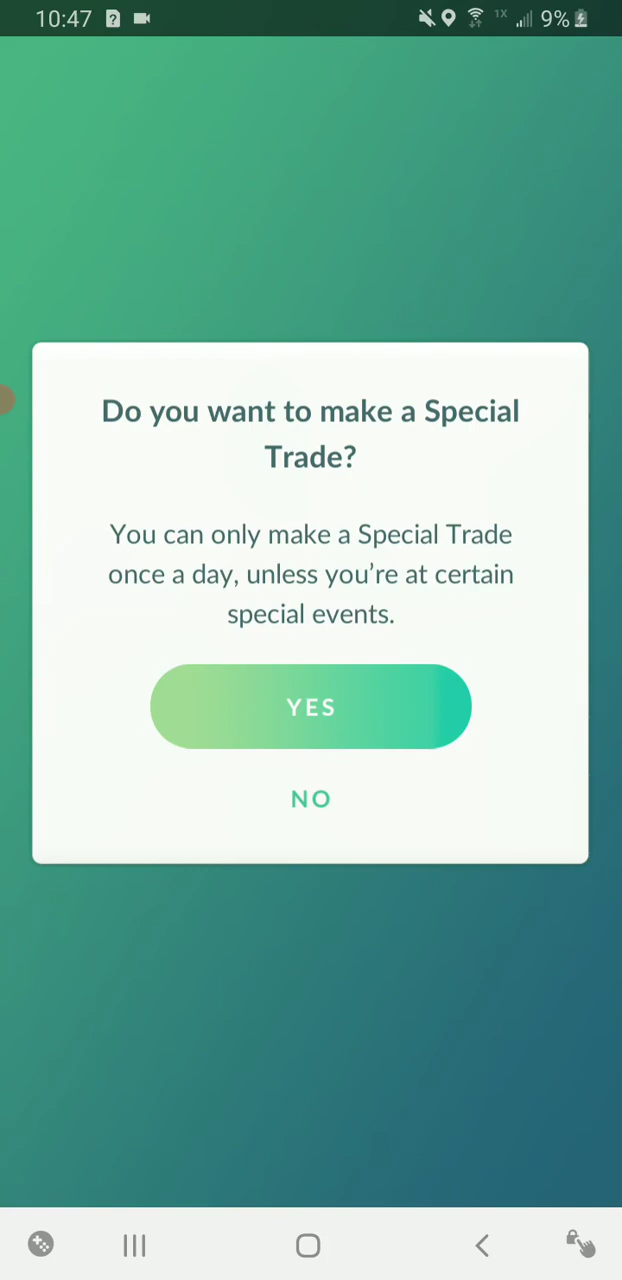 10:47
1X
9%
Do you want to make a Special
Trade?
You can only make a Special Trade
once a day, unless you’re at certain
special events.
YES
NO